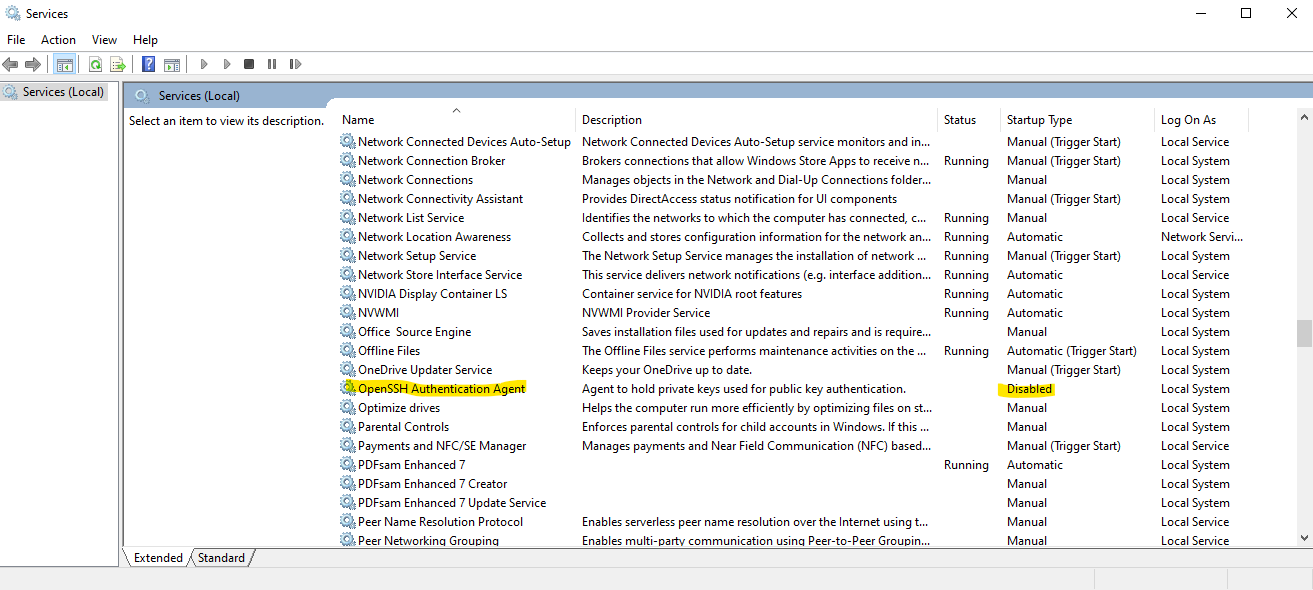 Services
File Action View Help
Services (Local)
Services (Local)
Select an item to view its description.
Name Description Status Startup Type Log On As
Network Connected Devices Auto-Setup Network Connected Devices Auto-Setup service monitors and in... Manual (Trigger Start) Local Service
Network Connection Broker Brokers connections that allow Windows Store Apps to receive n... Running Manual (Trigger Start) Local System
Network Connections Manages objects in the Network and Dial-Up Connections folder... Manual Local System
Network Connectivity Assistant Provides DirectAccess status notification for UI components Manual (Trigger Start) Local System
Network List Service Identifies the networks to which the computer has connected, c... Running Manual Local Service
Network Location Awareness Collects and stores configuration information for the network an... Running Automatic Network Servi...
Network Setup Service The Network Setup Service manages the installation of network ... Running Manual (Trigger Start) Local System
Network Store Interface Service This service delivers network notifications (e.g. interface addition... Running Automatic Local Service
NVIDIA Display Container LS Container service for NVIDIA root features Running Automatic Local System
NVWMI NVWMI Provider Service Running Automatic Local System
Office Source Engine Saves installation files used for updates and repairs and is require... Manual Local System
Offline Files The Offline Files service performs maintenance activities on the ... Running Automatic (Trigger Start) Local System
OneDrive Updater Service Keeps your OneDrive up to date. Manual (Trigger Start) Local System
OpenSSH Authentication Agent Agent to hold private keys used for public key authentication. Disabled Local System
Optimize drives Helps the computer run more efficiently by optimizing files on st... Manual Local System
Parental Controls Enforces parental controls for child accounts in Windows. If this ... Manual Local System
Payments and NFC/SE Manager Manages payments and Near Field Communication (NFC) based... Manual (Trigger Start) Local Service
PDFsam Enhanced 7 Running Automatic Local System
PDFsam Enhanced 7 Creator Manual Local System
PDFsam Enhanced 7 Update Service Manual Local System
Peer Name Resolution Protocol Enables serverless peer name resolution over the Internet using t... Manual Local Service
Peer Networking Grouping Enables multi-party communication using Peer-to-Peer Groupin... Manual Local Service
Extended Standard